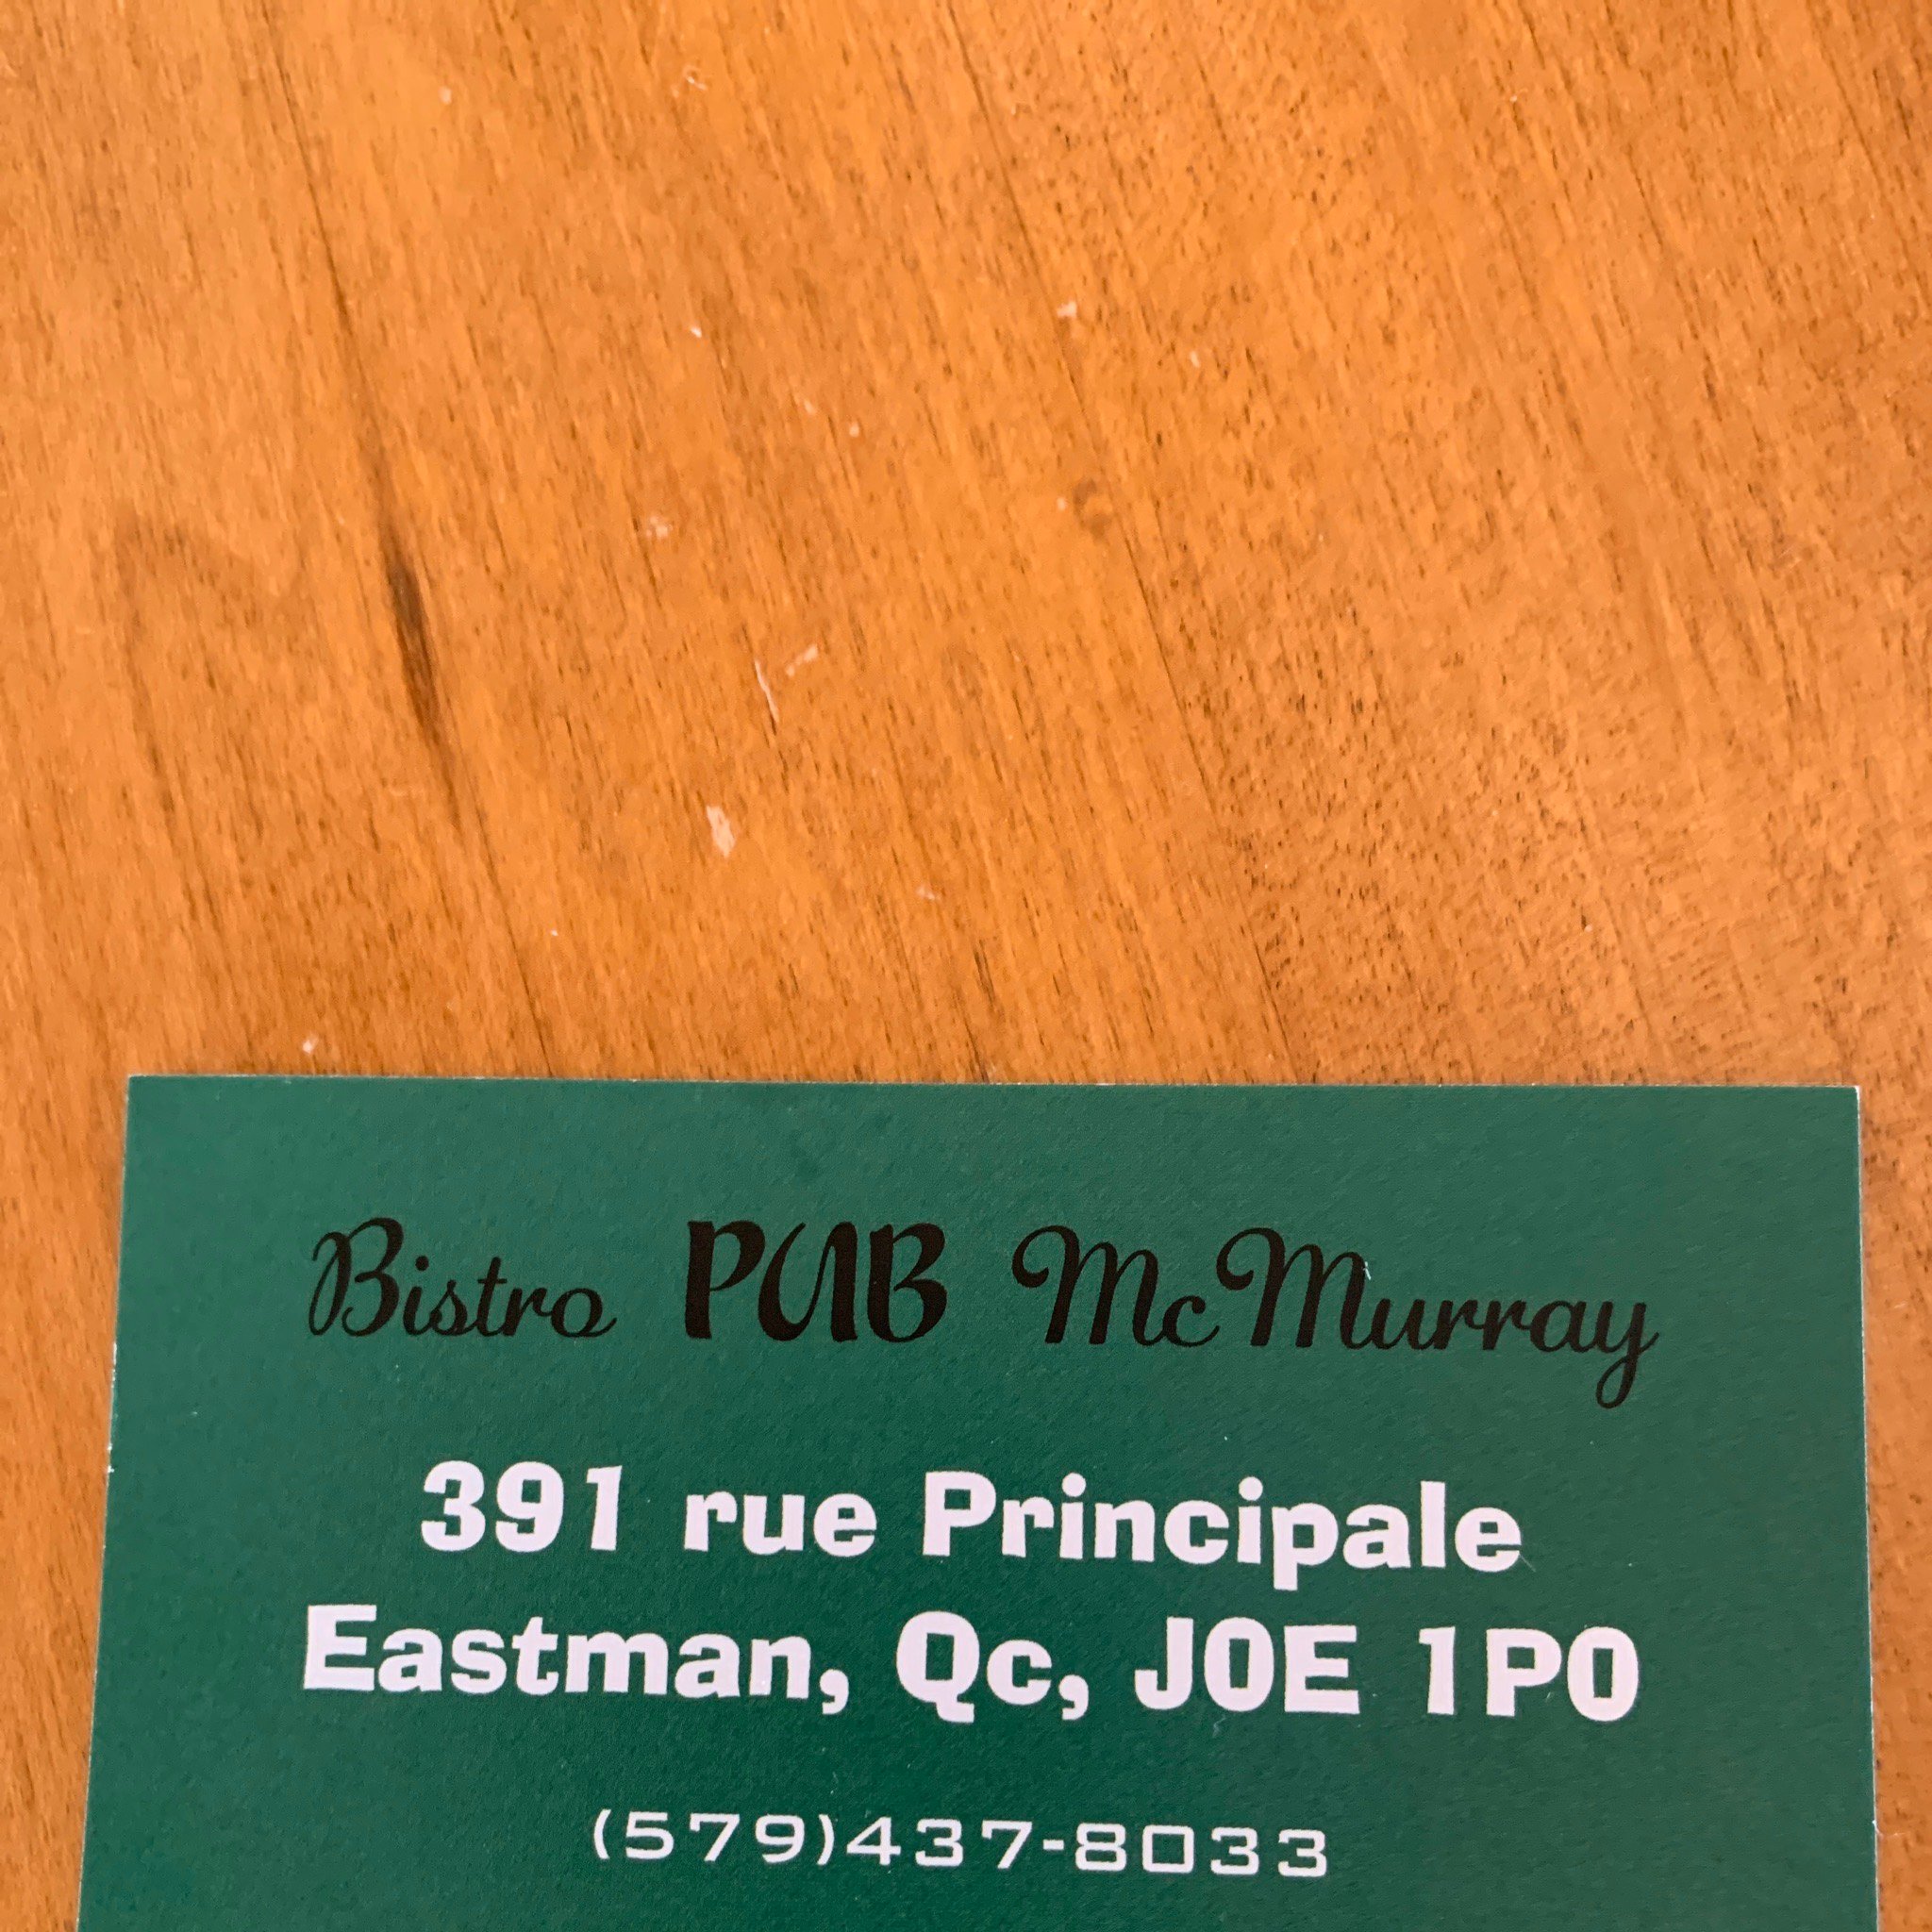 Bistro PUB McMurray
391 rue Principale
Eastman, Qc, J0E 1P0
(579)437-8033